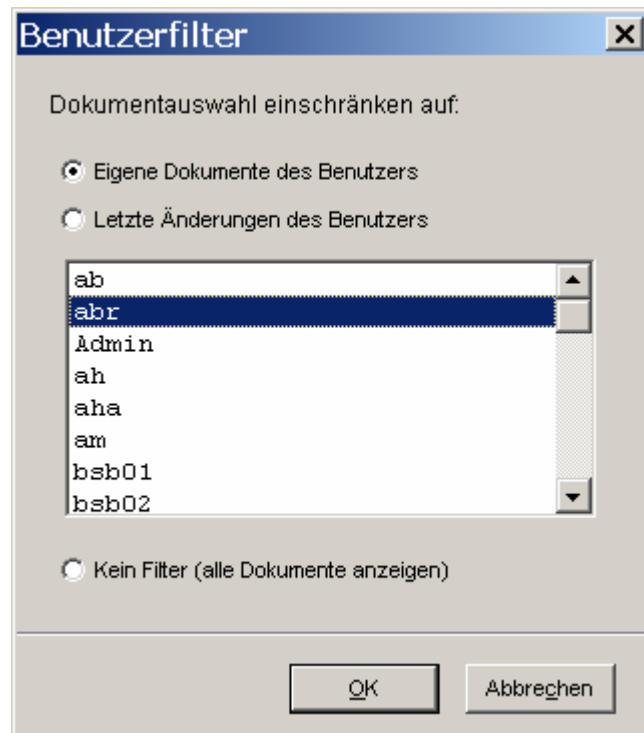 Benutzerfilter
Dokumentauswahl einschränken auf:
Eigene Dokumente des Benutzers
Letzte Änderungen des Benutzers
ab
abr
Admin
ah
aha
am
bsb01
bsb02
Kein Filter (alle Dokumente anzeigen)
OK
Abbrechen